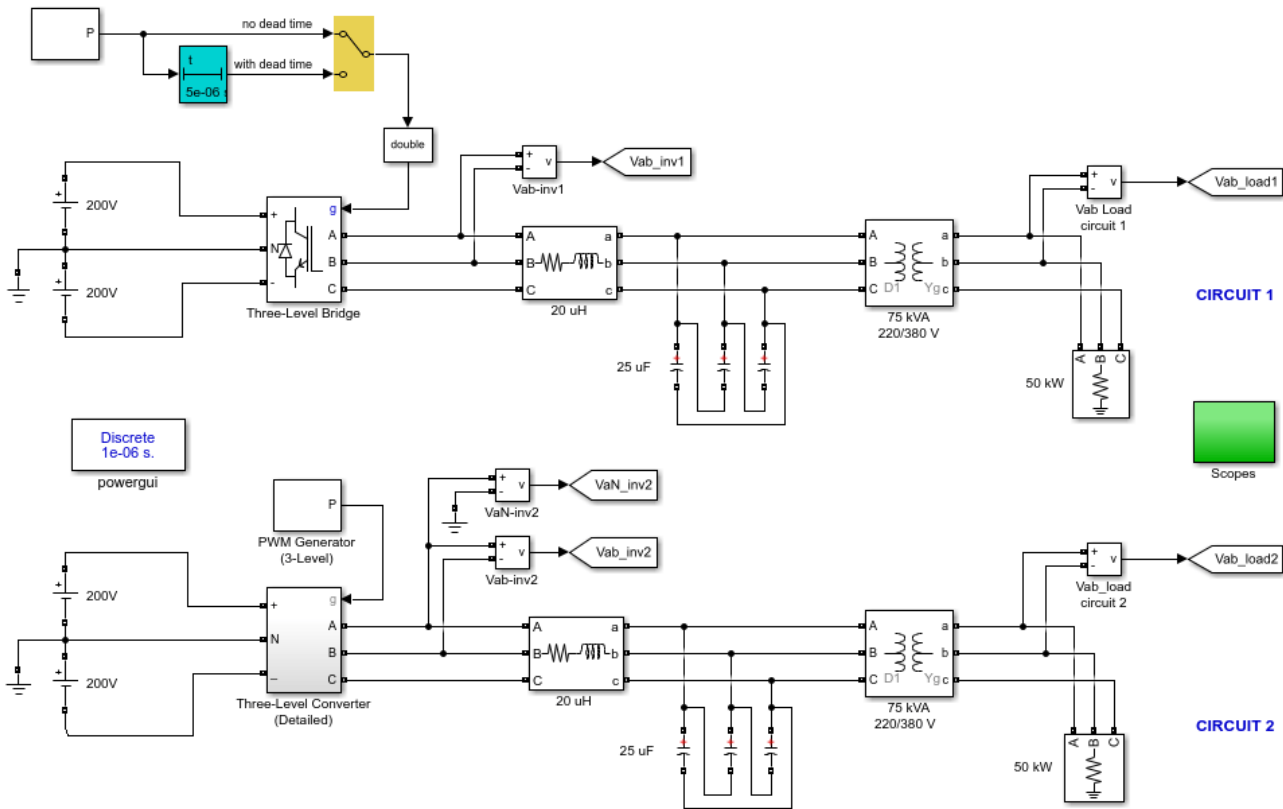 P
no dead time
t
with dead time
5e-06 s
double
+
v
-
Vab_inv1
Vab-inv1
+
v
-
Vab_load1
Vab Load
circuit 1
+
200V
+
200V
g
+
A
N
B
-
C
Three-Level Bridge
A
a
B
b
C
c
20 uH
A
a
B
b
C
c
D1
Yg
75 kVA
220/380 V
CIRCUIT 1
25 uF
A
B
C
50 kW
Discrete
1e-06 s.
powergui
Scopes
P
PWM Generator
(3-Level)
+
v
-
VaN_inv2
VaN-inv2
+
v
-
Vab_inv2
Vab-inv2
+
v
-
Vab_load2
Vab_load
circuit 2
+
200V
+
200V
g
+
A
N
B
–
C
Three-Level Converter
(Detailed)
A
a
B
b
C
c
20 uH
A
a
B
b
C
c
D1
Yg
75 kVA
220/380 V
CIRCUIT 2
25 uF
A
B
C
50 kW